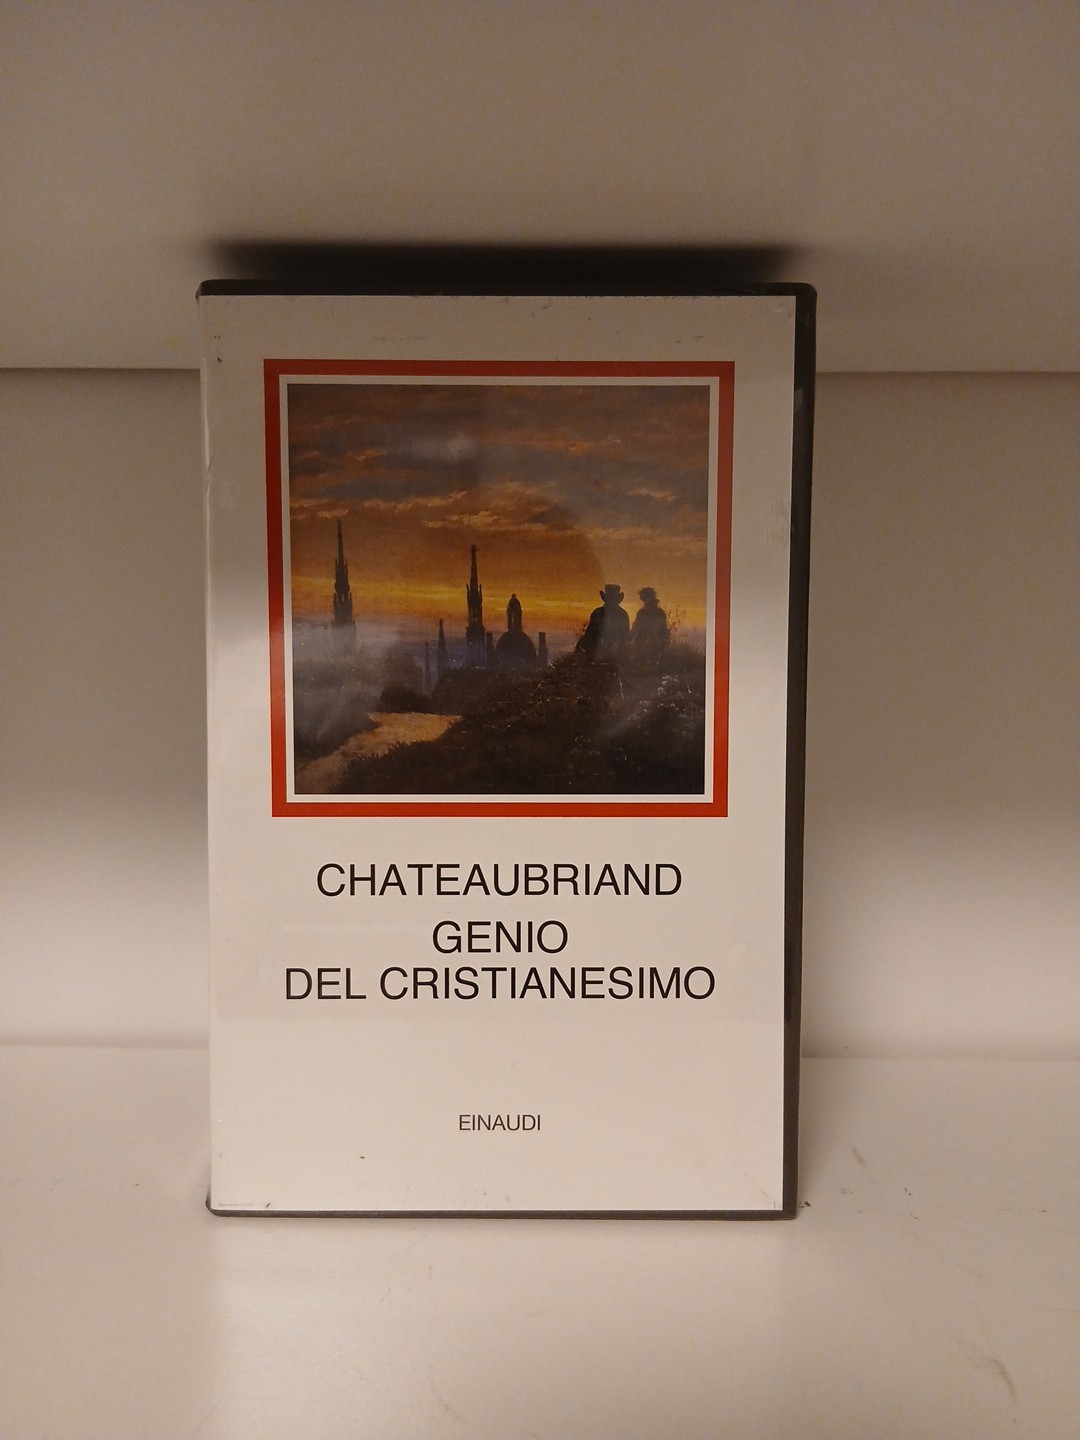 CHATEAUBRIAND
GENIO
DEL CRISTIANESIMO
EINAUDI